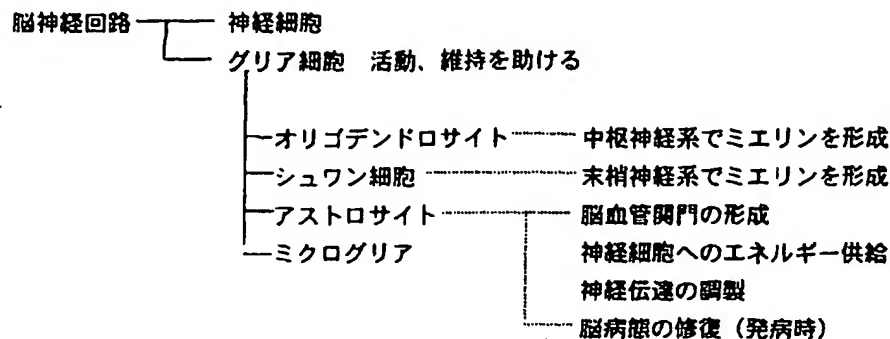 脳神経回路 神経細胞
グリア細胞 活動、維持を助ける
オリゴデンドロサイト 中枢神経系でミエリンを形成
シュワン細胞 末梢神経系でミエリンを形成
アストロサイト 脳血管関門の形成
ミクログリア 神経細胞へのエネルギー供給
神経伝達の調製
脳病態の修復（発病時）